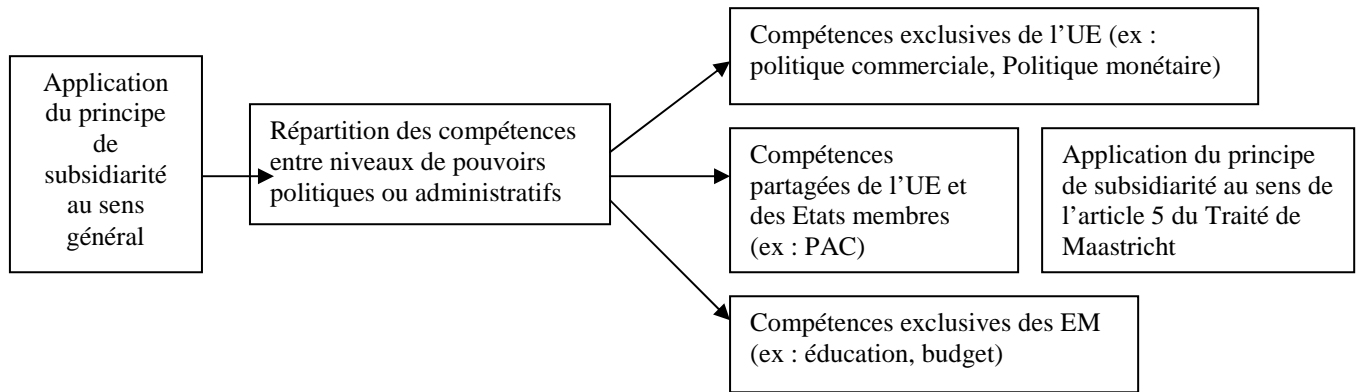 Application
du principe
de
subsidiarité
au sens
général
Répartition des compétences
entre niveaux de pouvoirs
politiques ou administratifs
Compétences exclusives de l’UE (ex :
politique commerciale, Politique monétaire)
Compétences
partagées de l’UE et
des Etats membres
(ex : PAC)
Application du principe
de subsidiarité au sens de
l’article 5 du Traité de
Maastricht
Compétences exclusives des EM
(ex : éducation, budget)